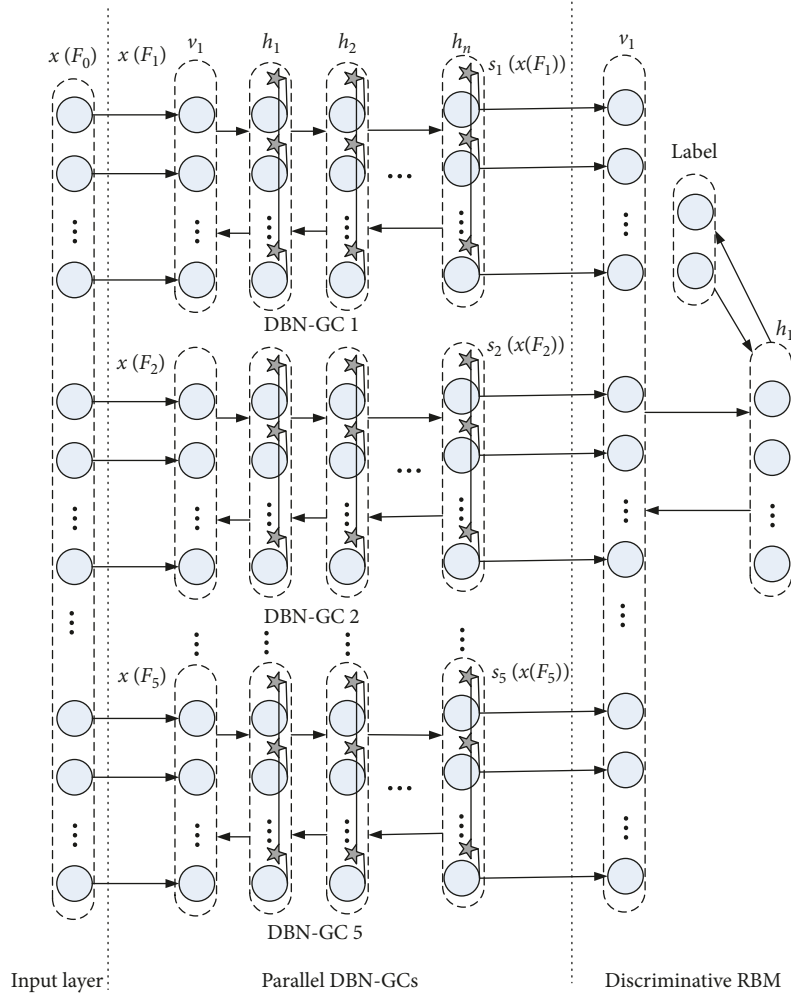 x (F0) x (F1) v1 h1 h2 hn s1 (x(F1)) v1
Label
h1
DBN-GC 1
x (F2) s2 (x(F2))
DBN-GC 2
x (F5) s5 (x(F5))
DBN-GC 5
Input layer Parallel DBN-GCs Discriminative RBM